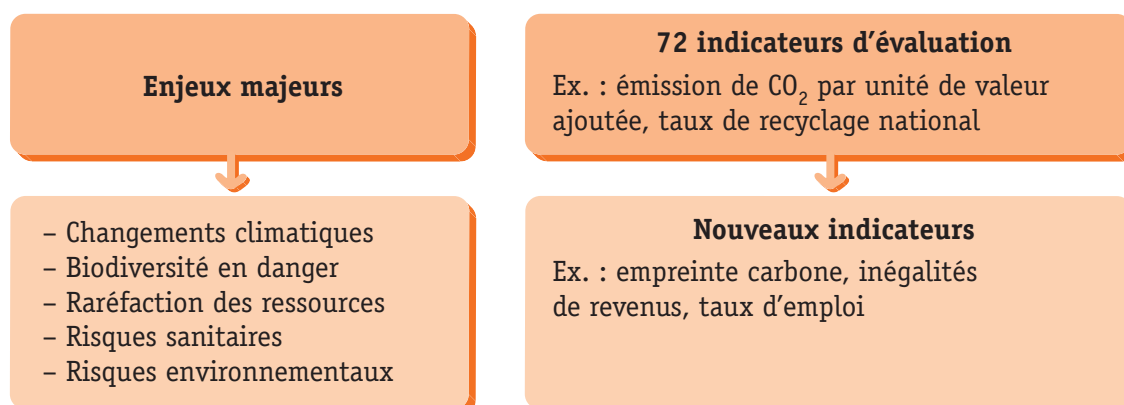 Enjeux majeurs
– Changements climatiques
– Biodiversité en danger
– Raréfaction des ressources
– Risques sanitaires
– Risques environnementaux
72 indicateurs d’évaluation
Ex. : émission de CO₂ par unité de valeur
ajoutée, taux de recyclage national
Nouveaux indicateurs
Ex. : empreinte carbone, inégalités
de revenus, taux d’emploi